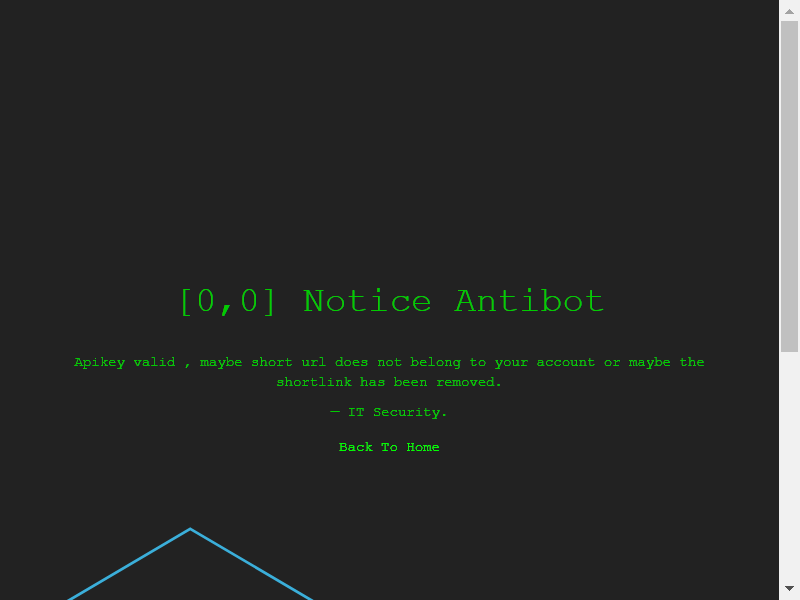 [0,0] Notice Antibot
Apikey valid , maybe short url does not belong to your account or maybe the
shortlink has been removed.
— IT Security.
Back To Home